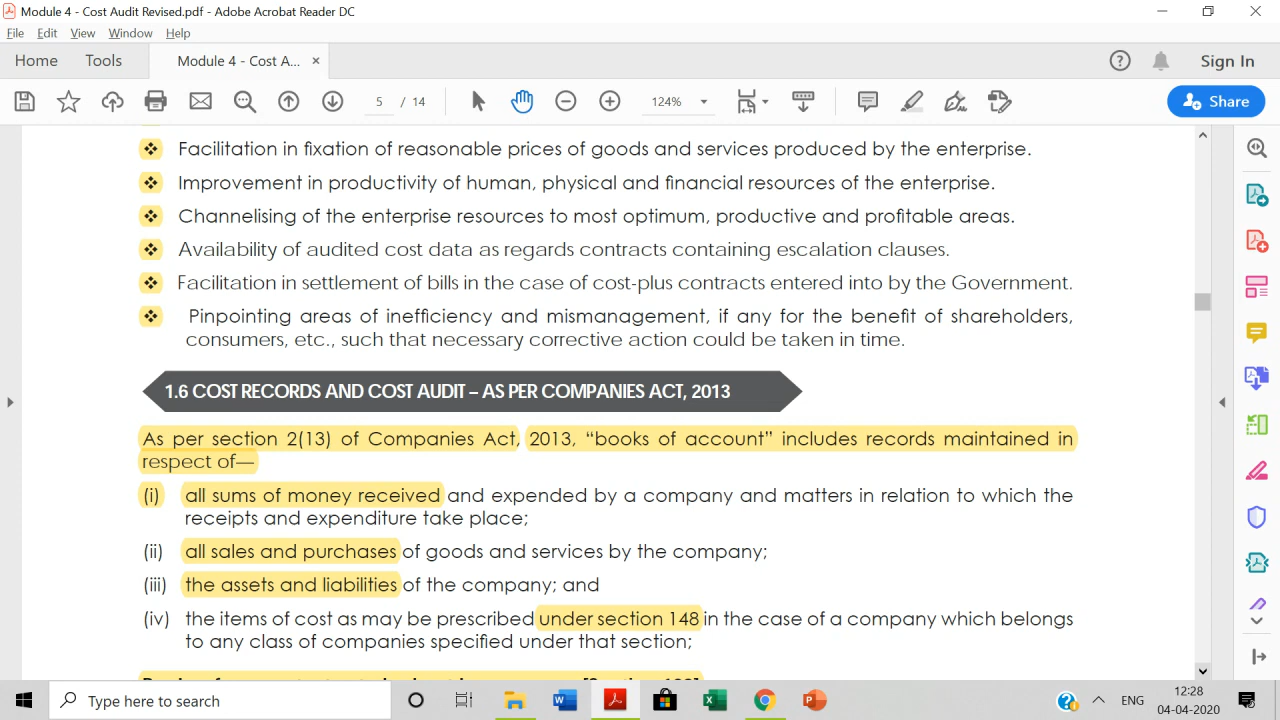 Module 4 - Cost Audit Revised.pdf - Adobe Acrobat Reader DC
File Edit View Window Help
Home Tools Module 4 - Cost A... × Sign In
5 / 14 124% Share
❖ Facilitation in fixation of reasonable prices of goods and services produced by the enterprise.
❖ Improvement in productivity of human, physical and financial resources of the enterprise.
❖ Channelising of the enterprise resources to most optimum, productive and profitable areas.
❖ Availability of audited cost data as regards contracts containing escalation clauses.
❖ Facilitation in settlement of bills in the case of cost-plus contracts entered into by the Government.
❖ Pinpointing areas of inefficiency and mismanagement, if any for the benefit of shareholders,
consumers, etc., such that necessary corrective action could be taken in time.
1.6 COST RECORDS AND COST AUDIT – AS PER COMPANIES ACT, 2013
As per section 2(13) of Companies Act, 2013, “books of account” includes records maintained in
respect of—
(i) all sums of money received and expended by a company and matters in relation to which the
receipts and expenditure take place;
(ii) all sales and purchases of goods and services by the company;
(iii) the assets and liabilities of the company; and
(iv) the items of cost as may be prescribed under section 148 in the case of a company which belongs
to any class of companies specified under that section;
Type here to search
ENG
12:28
04-04-2020